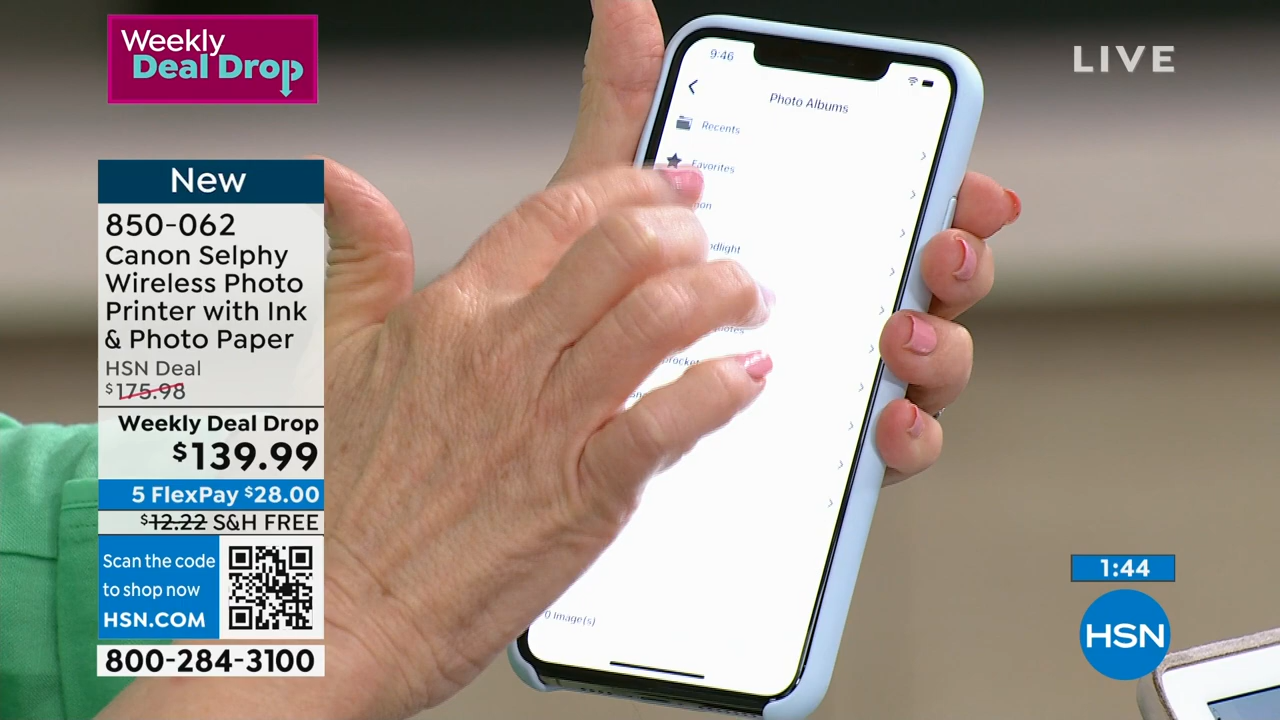 Weekly
Deal Drop
LIVE
New
850-062
Canon Selphy
Wireless Photo
Printer with Ink
& Photo Paper
HSN Deal
$175.98
Weekly Deal Drop
$139.99
5 FlexPay $28.00
$12.22 S&H FREE
Scan the code
to shop now
HSN.COM
800-284-3100
9:46
Photo Albums
Recents
Favorites
0 Image(s)
1:44
HSN